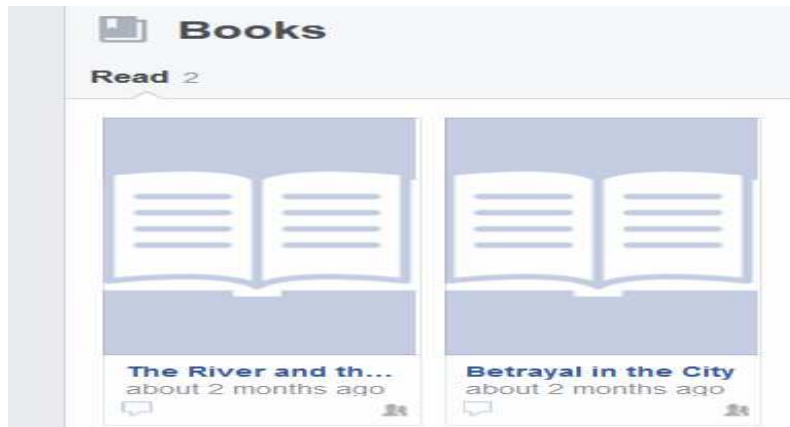 Books
Read 2
The River and th...
about 2 months ago
Betrayal in the City
about 2 months ago